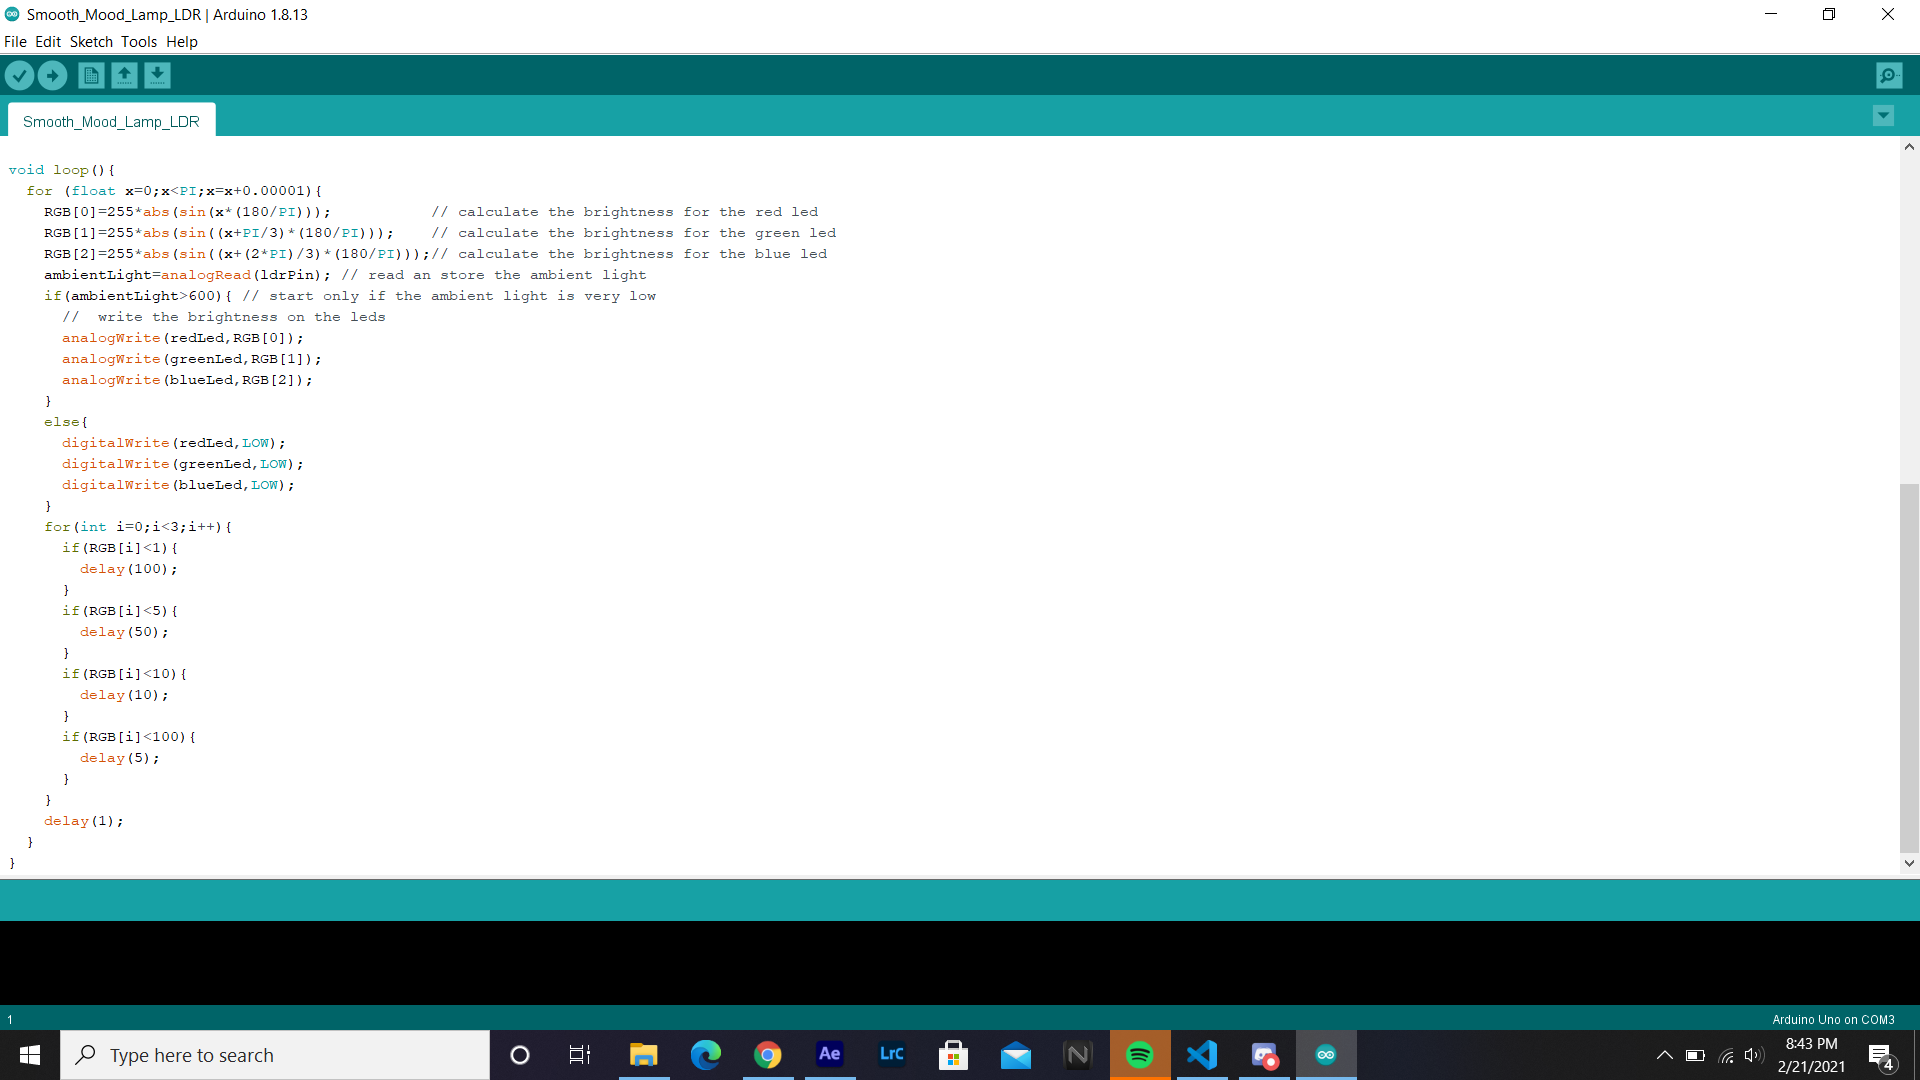 Smooth_Mood_Lamp_LDR | Arduino 1.8.13
File Edit Sketch Tools Help
Smooth_Mood_Lamp_LDR
void loop(){
  for (float x=0;x<PI;x=x+0.00001){
    RGB[0]=255*abs(sin(x*(180/PI)));           // calculate the brightness for the red led
    RGB[1]=255*abs(sin((x+PI/3)*(180/PI)));    // calculate the brightness for the green led
    RGB[2]=255*abs(sin((x+(2*PI)/3)*(180/PI)));// calculate the brightness for the blue led
    ambientLight=analogRead(ldrPin); // read an store the ambient light
    if(ambientLight>600){ // start only if the ambient light is very low
      //  write the brightness on the leds
      analogWrite(redLed,RGB[0]);
      analogWrite(greenLed,RGB[1]);
      analogWrite(blueLed,RGB[2]);
    }
    else{
      digitalWrite(redLed,LOW);
      digitalWrite(greenLed,LOW);
      digitalWrite(blueLed,LOW);
    }
    for(int i=0;i<3;i++){
      if(RGB[i]<1){
        delay(100);
      }
      if(RGB[i]<5){
        delay(50);
      }
      if(RGB[i]<10){
        delay(10);
      }
      if(RGB[i]<100){
        delay(5);
      }
    }
    delay(1);
  }
}
1
Arduino Uno on COM3
Type here to search
Ae
LrC
N
8:43 PM
2/21/2021
4